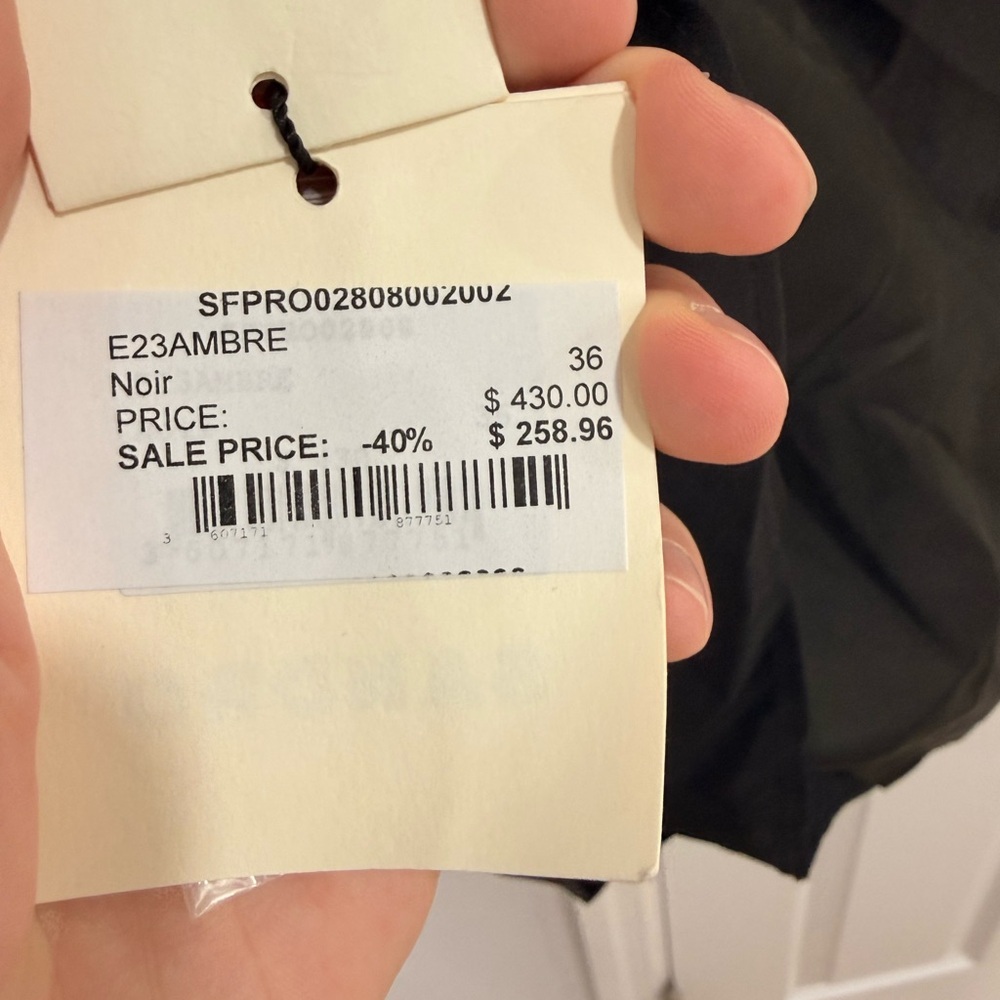 SFPRO02808002002
E23AMBRE
Noir 36
PRICE: $ 430.00
SALE PRICE: -40% $ 258.96
3 607171 877751